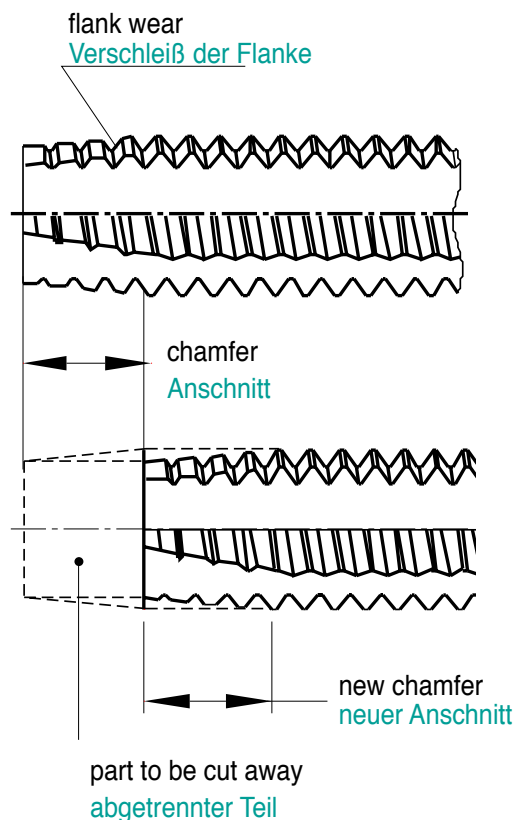 flank wear
Verschleiß der Flanke
chamfer
Anschnitt
new chamfer
neuer Anschnitt
part to be cut away
abgetrennter Teil